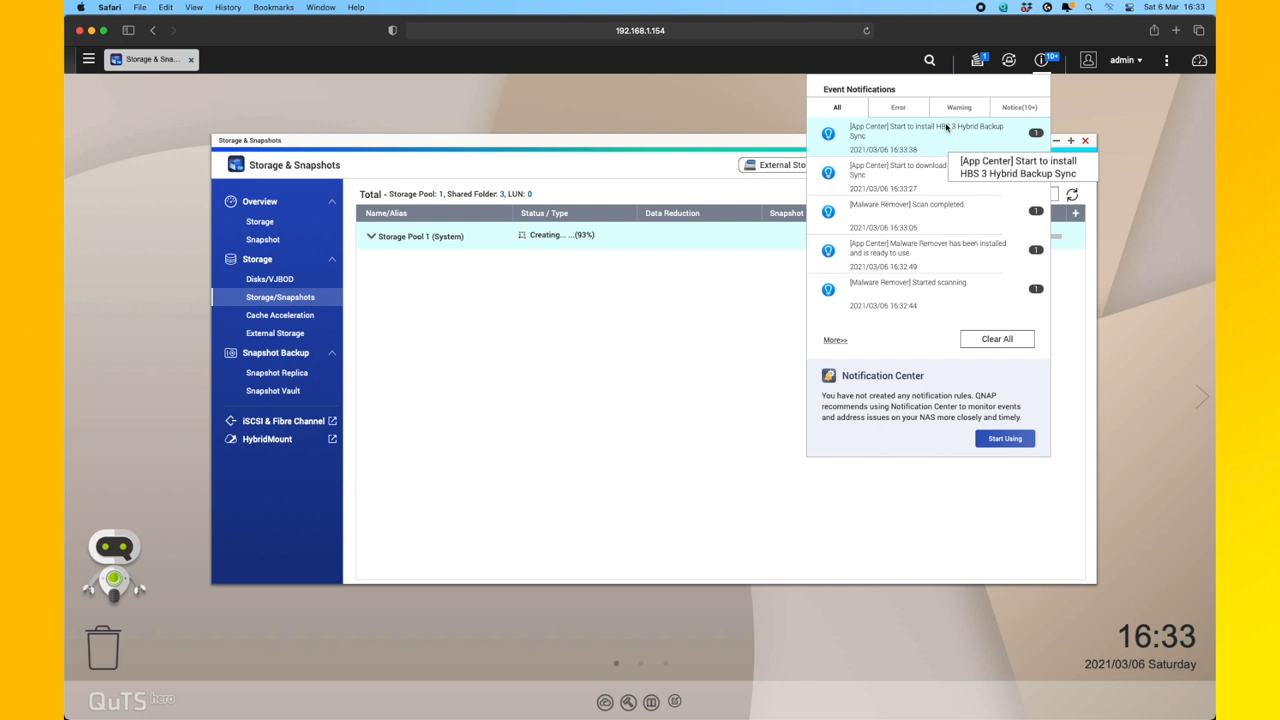 Safari File Edit View History Bookmarks Window Help
Sat 6 Mar 16:33
192.168.1.154
Storage & Sna...
1
10+
admin
Event Notifications
All Error Warning Notice(10+)
[App Center] Start to install HBS 3 Hybrid Backup
Sync
1
2021/03/06 16:33:38
[App Center] Start to install
HBS 3 Hybrid Backup Sync
[App Center] Start to download
Sync
2021/03/06 16:33:27
[Malware Remover] Scan completed.
1
2021/03/06 16:33:05
[App Center] Malware Remover has been installed
and is ready to use.
1
2021/03/06 16:32:49
[Malware Remover] Started scanning.
1
2021/03/06 16:32:44
More>>
Clear All
Notification Center
You have not created any notification rules. QNAP
recommends using Notification Center to monitor events
and address issues on your NAS more closely and timely.
Start Using
Storage & Snapshots
Storage & Snapshots
External Sto
Overview
Storage
Snapshot
Storage
Disks/VJBOD
Storage/Snapshots
Cache Acceleration
External Storage
Snapshot Backup
Snapshot Replica
Snapshot Vault
iSCSI & Fibre Channel
HybridMount
Total - Storage Pool: 1, Shared Folder: 3, LUN: 0
Name/Alias Status / Type Data Reduction Snapshot
Storage Pool 1 (System) Creating... ...(93%)
16:33
2021/03/06 Saturday
QuTS hero